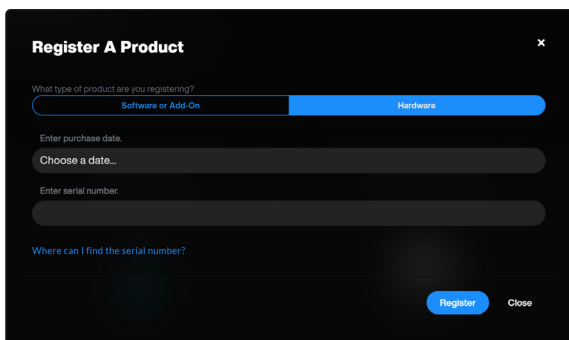 Register A Product
×
What type of product are you registering?
Software or Add-On Hardware
Enter purchase date.
Choose a date...
Enter serial number.
Where can I find the serial number?
Register Close